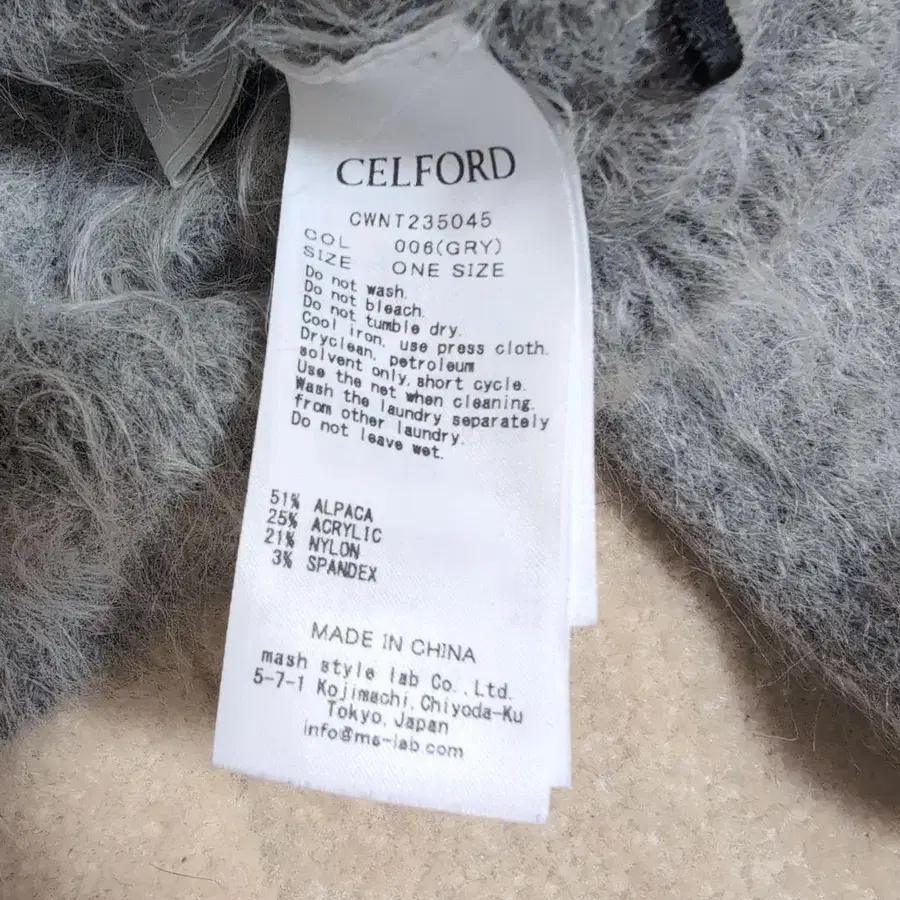 CELFORD
CWNT235045
COL 006(GRY)
SIZE ONE SIZE
Do not wash.
Do not bleach.
Do not tumble dry.
Cool iron, use press cloth.
Dryclean, petroleum
solvent only, short cycle.
Use the net when cleaning.
Wash the laundry separately
from other laundry.
Do not leave wet.
51% ALPACA
25% ACRYLIC
21% NYLON
3% SPANDEX
MADE IN CHINA
mash style lab Co., Ltd.
5-7-1 Kojimachi, Chiyoda-Ku
Tokyo, Japan
info@ms-lab.com